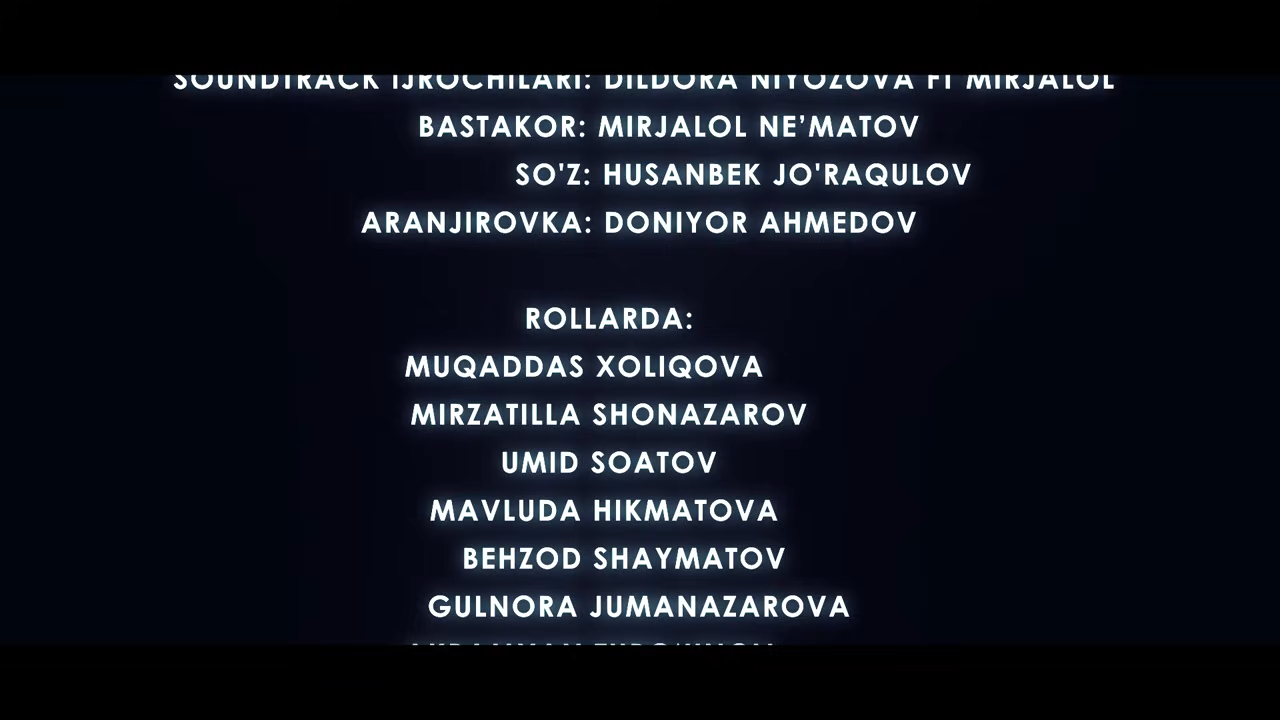 SOUNDTRACK IJROCHILARI: DILDORA NIYOZOVA FT MIRJALOL
BASTAKOR: MIRJALOL NE’MATOV
SO'Z: HUSANBEK JO'RAQULOV
ARANJIROVKA: DONIYOR AHMEDOV
ROLLARDA:
MUQADDAS XOLIQOVA
MIRZATILLA SHONAZAROV
UMID SOATOV
MAVLUDA HIKMATOVA
BEHZOD SHAYMATOV
GULNORA JUMANAZAROVA